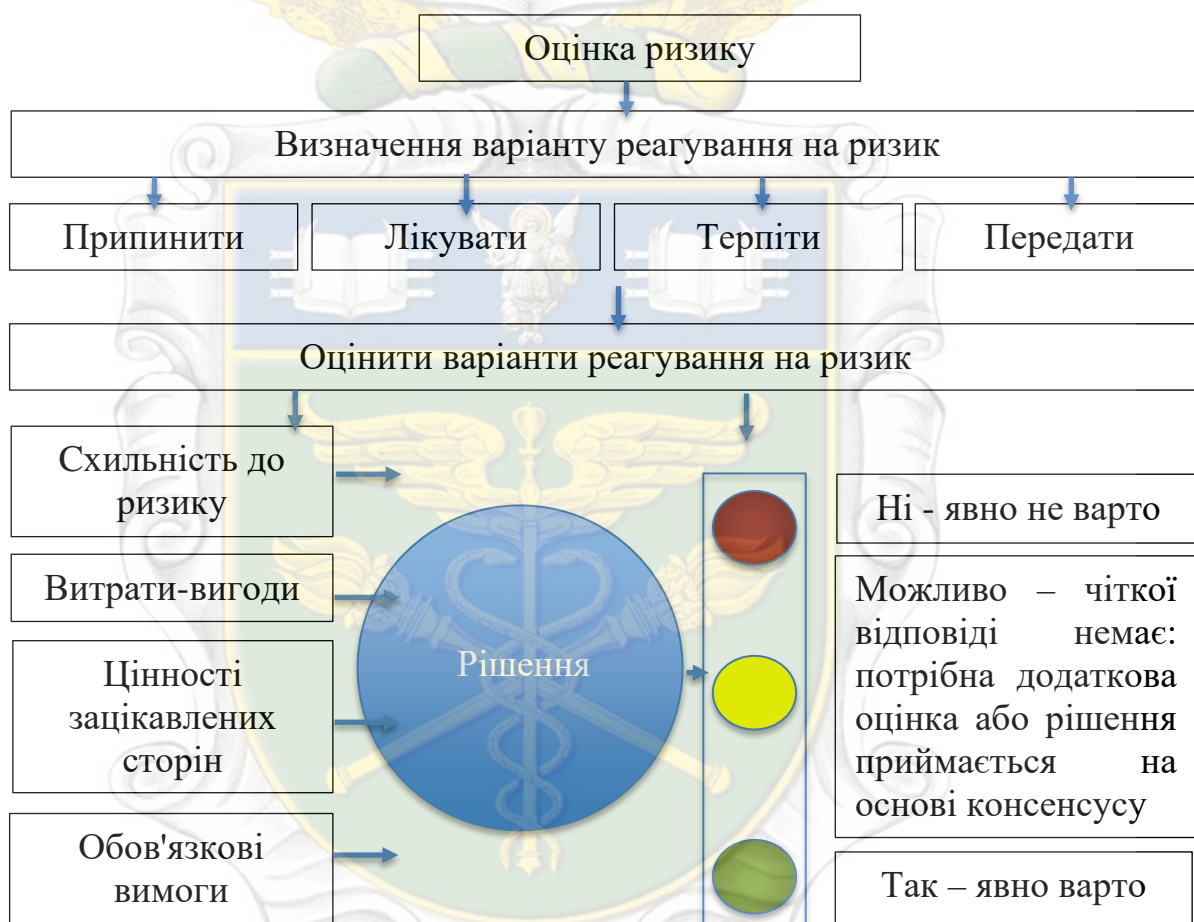 Оцінка ризику
Визначення варіанту реагування на ризик
Припинити
Лікувати
Терпіти
Передати
Оцінити варіанти реагування на ризик
Схильність до
ризику
Витрати-вигоди
Цінності
зацікавлених
сторін
Обов'язкові
вимоги
Рішення
Ні - явно не варто
Можливо – чіткої
відповіді немає:
потрібна додаткова
оцінка або рішення
приймається на
основі консенсусу
Так – явно варто